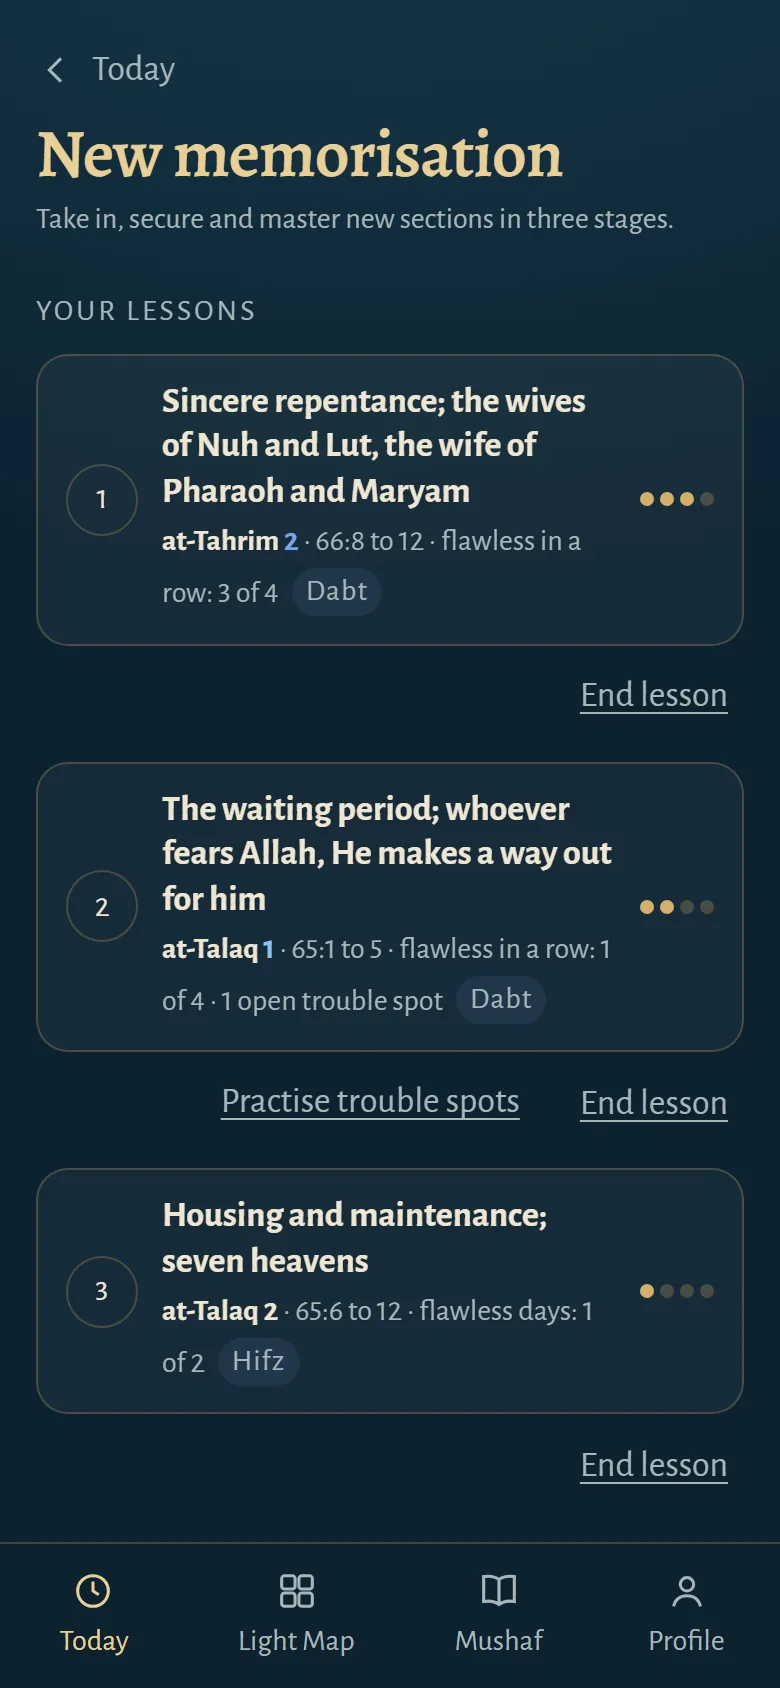 Today
New memorisation
Take in, secure and master new sections in three stages.
YOUR LESSONS
1
Sincere repentance; the wives
of Nuh and Lut, the wife of
Pharaoh and Maryam
at-Tahrim 2 · 66:8 to 12 · flawless in a
row: 3 of 4 Dabt
End lesson
2
The waiting period; whoever
fears Allah, He makes a way out
for him
at-Talaq 1 · 65:1 to 5 · flawless in a row: 1
of 4 · 1 open trouble spot Dabt
Practise trouble spots End lesson
3
Housing and maintenance;
seven heavens
at-Talaq 2 · 65:6 to 12 · flawless days: 1
of 2 Hifz
End lesson
Today Light Map Mushaf Profile